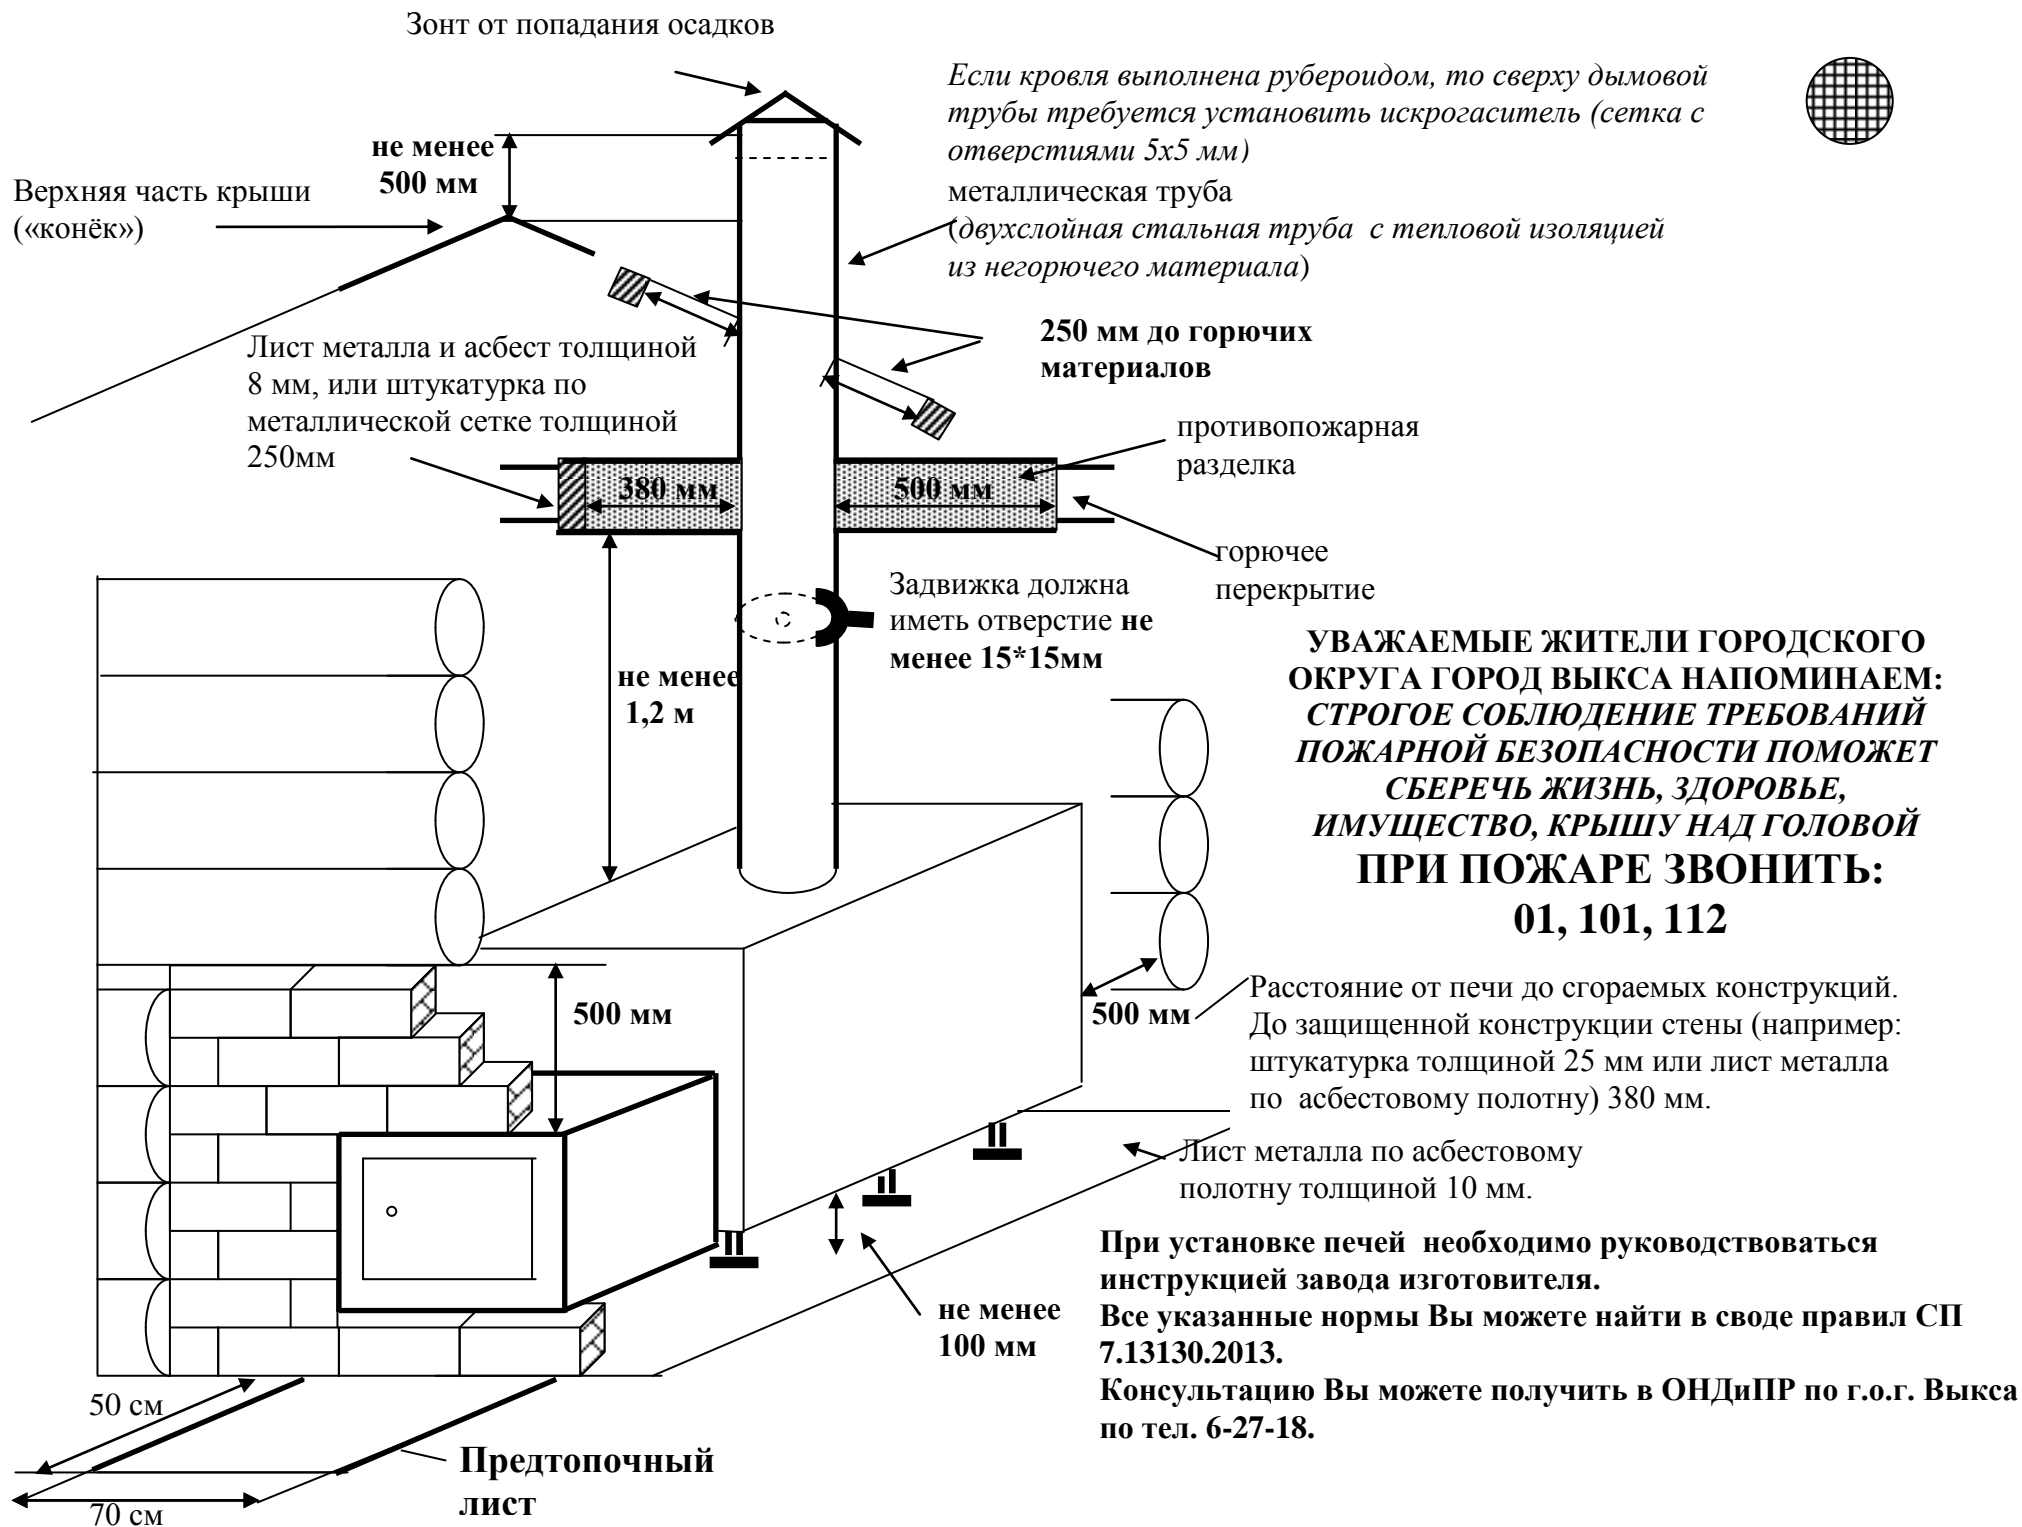 Зонт от попадания осадков
Если кровля выполнена рубероидом, то сверху дымовой
трубы требуется установить искрогаситель (сетка с
отверстиями 5х5 мм)
не менее
500 мм
Верхняя часть крыши
(«конёк»)
металлическая труба
(двухслойная стальная труба с тепловой изоляцией
из негорючего материала)
250 мм до горючих
материалов
Лист металла и асбест толщиной
8 мм, или штукатурка по
металлической сетке толщиной
250мм
противопожарная
разделка
380 мм
500 мм
горючее
перекрытие
Задвижка должна
иметь отверстие не
менее 15*15мм
не менее
1,2 м
УВАЖАЕМЫЕ ЖИТЕЛИ ГОРОДСКОГО
ОКРУГА ГОРОД ВЫКСА НАПОМИНАЕМ:
СТРОГОЕ СОБЛЮДЕНИЕ ТРЕБОВАНИЙ
ПОЖАРНОЙ БЕЗОПАСНОСТИ ПОМОЖЕТ
СБЕРЕЧЬ ЖИЗНЬ, ЗДОРОВЬЕ,
ИМУЩЕСТВО, КРЫШУ НАД ГОЛОВОЙ
ПРИ ПОЖАРЕ ЗВОНИТЬ:
01, 101, 112
500 мм
500 мм
Расстояние от печи до сгораемых конструкций.
До защищенной конструкции стены (например:
штукатурка толщиной 25 мм или лист металла
по асбестовому полотну) 380 мм.
Лист металла по асбестовому
полотну толщиной 10 мм.
не менее
100 мм
При установке печей необходимо руководствоваться
инструкцией завода изготовителя.
Все указанные нормы Вы можете найти в своде правил СП
7.13130.2013.
Консультацию Вы можете получить в ОНДиПР по г.о.г. Выкса
по тел. 6-27-18.
50 см
Предтопочный
лист
70 см